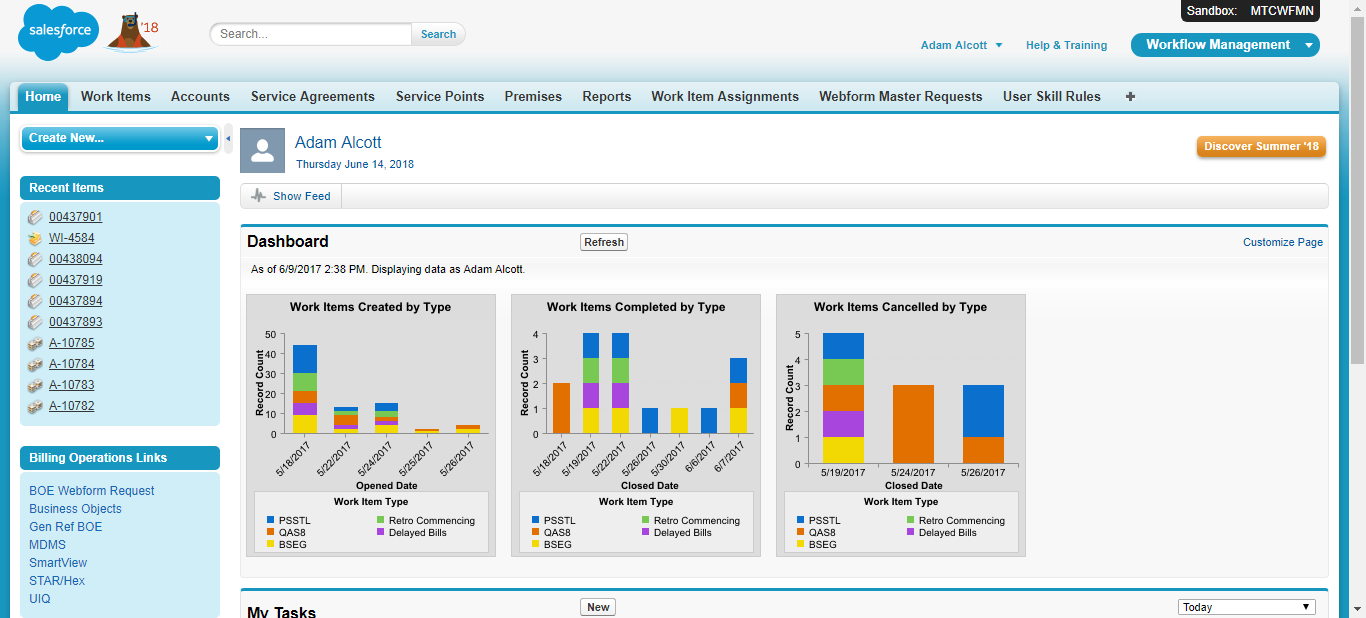 Sandbox: MTCWFMN
salesforce
'18
Search...
Search
Adam Alcott
Help & Training
Workflow Management
Home Work Items Accounts Service Agreements Service Points Premises Reports Work Item Assignments Webform Master Requests User Skill Rules +
Create New...
Recent Items
00437901
WI-4584
00438094
00437919
00437894
00437893
A-10785
A-10784
A-10783
A-10782
Billing Operations Links
BOE Webform Request
Business Objects
Gen Ref BOE
MDMS
SmartView
STAR/Hex
UIQ
Adam Alcott
Thursday June 14, 2018
Discover Summer '18
Show Feed
Dashboard
Refresh
Customize Page
As of 6/9/2017 2:38 PM. Displaying data as Adam Alcott.
Work Items Created by Type
Record Count
50
40
30
20
10
0
5/18/2017 5/22/2017 5/24/2017 5/25/2017 5/26/2017
Opened Date
Work Item Type
PSSTL Retro Commencing
QAS8 Delayed Bills
BSEG
Work Items Completed by Type
Record Count
4
3
2
1
0
5/18/2017 5/19/2017 5/22/2017 5/26/2017 5/30/2017 6/6/2017 6/7/2017
Closed Date
Work Item Type
PSSTL Retro Commencing
QAS8 Delayed Bills
BSEG
Work Items Cancelled by Type
Record Count
5
4
3
2
1
0
5/19/2017 5/24/2017 5/26/2017
Closed Date
Work Item Type
PSSTL Retro Commencing
QAS8 Delayed Bills
BSEG
My Tasks
New
Today